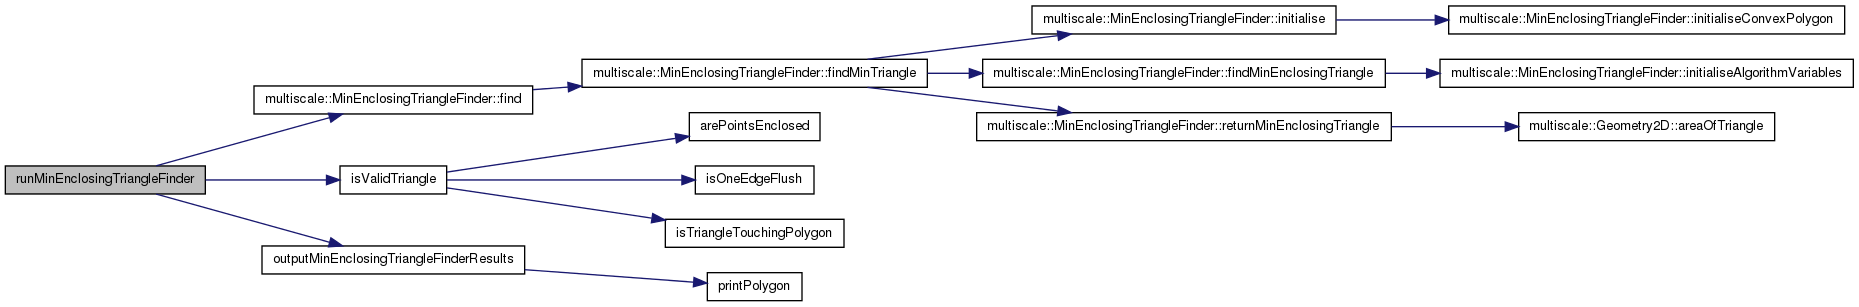 runMinEnclosingTriangleFinder
multiscale::MinEnclosingTriangleFinder::find
multiscale::MinEnclosingTriangleFinder::findMinTriangle
multiscale::MinEnclosingTriangleFinder::initialise
multiscale::MinEnclosingTriangleFinder::initialiseConvexPolygon
multiscale::MinEnclosingTriangleFinder::findMinEnclosingTriangle
multiscale::MinEnclosingTriangleFinder::initialiseAlgorithmVariables
multiscale::MinEnclosingTriangleFinder::returnMinEnclosingTriangle
multiscale::Geometry2D::areaOfTriangle
isValidTriangle
arePointsEnclosed
isOneEdgeFlush
isTriangleTouchingPolygon
outputMinEnclosingTriangleFinderResults
printPolygon